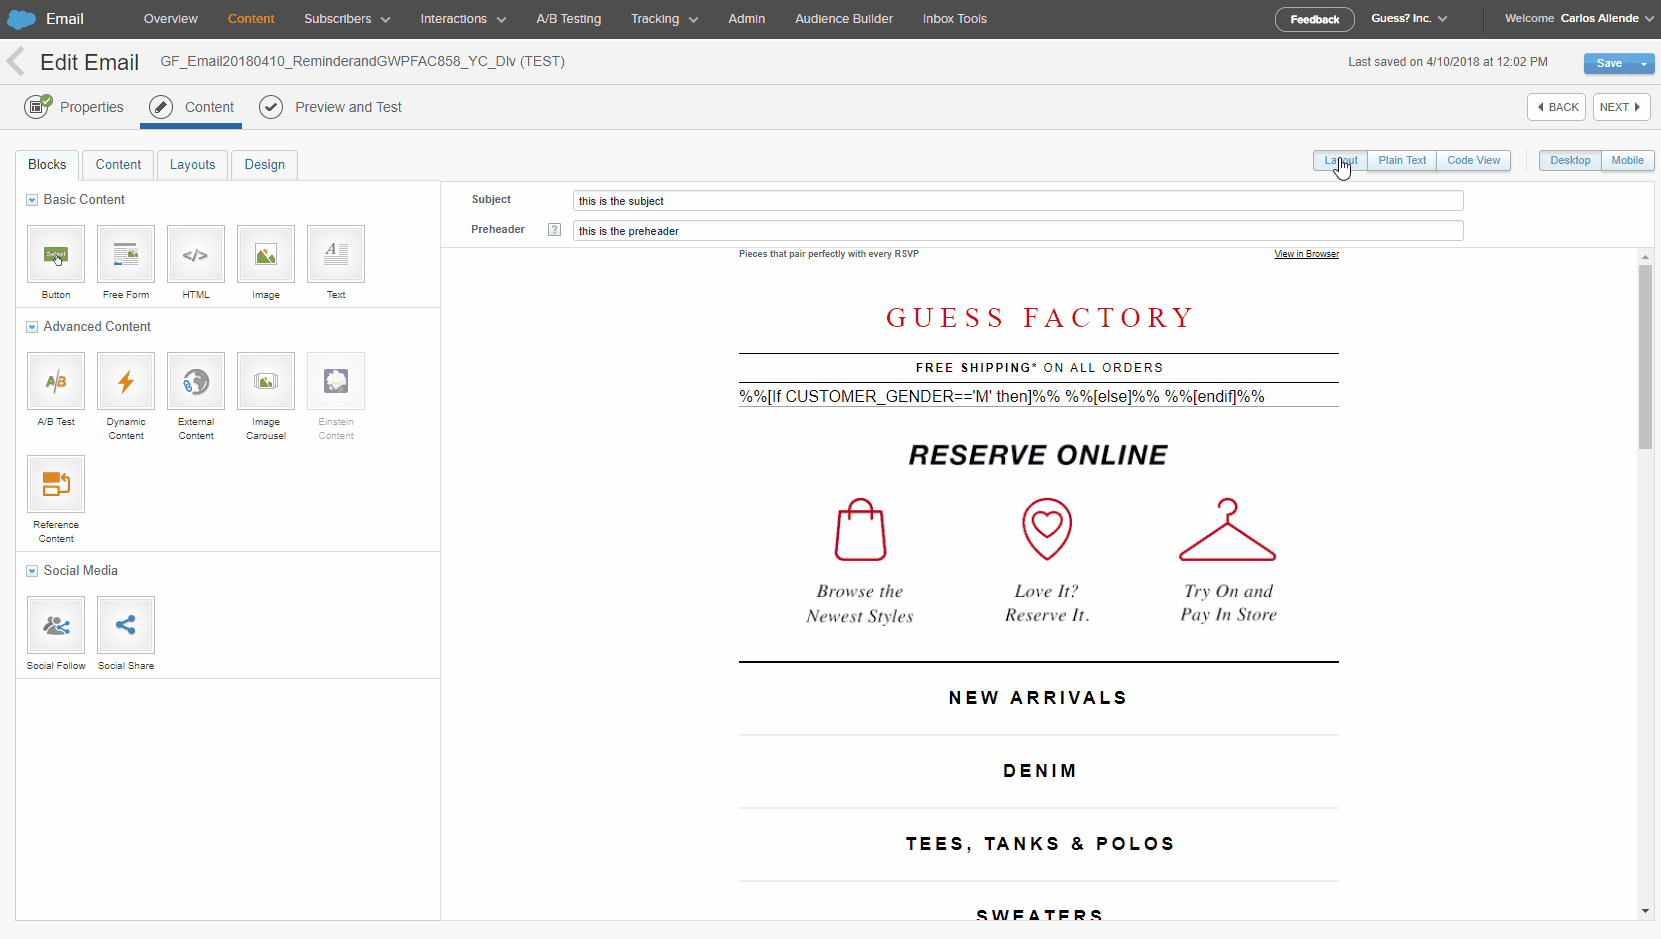 Email
Overview
Content
Subscribers
Interactions
A/B Testing
Tracking
Admin
Audience Builder
Inbox Tools
Feedback
Guess? Inc.
Welcome Carlos Allende
Edit Email
GF_Email20180410_ReminderandGWPFAC858_YC_Dlv (TEST)
Last saved on 4/10/2018 at 12:02 PM
Save
Properties
Content
Preview and Test
BACK
NEXT
Blocks
Content
Layouts
Design
Layout
Plain Text
Code View
Desktop
Mobile
Basic Content
Select
Button
Free Form
</>
HTML
Image
A
Text
Advanced Content
A/B
A/B Test
Dynamic
Content
External
Content
Image
Carousel
Einstein
Content
Reference
Content
Social Media
Social Follow
Social Share
Subject
this is the subject
Preheader
?
this is the preheader
Pieces that pair perfectly with every RSVP
View in Browser
GUESS FACTORY
FREE SHIPPING* ON ALL ORDERS
%%[If CUSTOMER_GENDER=='M' then]%% %%[else]%% %%[endif]%%
RESERVE ONLINE
Browse the
Newest Styles
Love It?
Reserve It.
Try On and
Pay In Store
NEW ARRIVALS
DENIM
TEES, TANKS & POLOS
SWEATERS